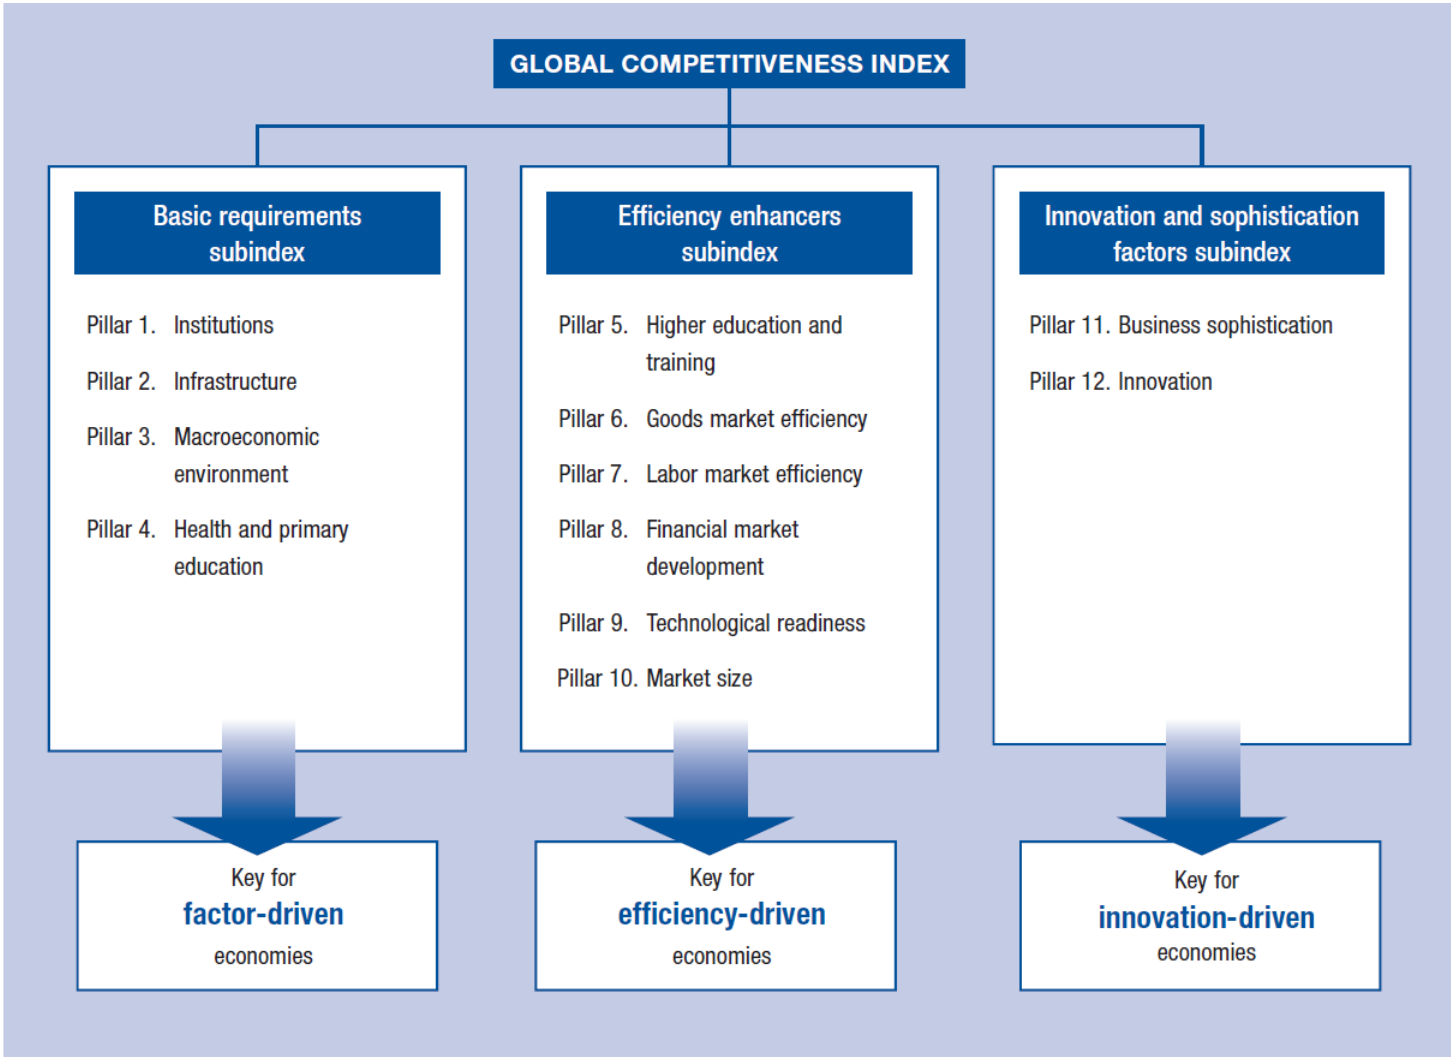 GLOBAL COMPETITIVENESS INDEX
Basic requirements
subindex
Pillar 1. Institutions
Pillar 2. Infrastructure
Pillar 3. Macroeconomic
environment
Pillar 4. Health and primary
education
Key for
factor-driven
economies
Efficiency enhancers
subindex
Pillar 5. Higher education and
training
Pillar 6. Goods market efficiency
Pillar 7. Labor market efficiency
Pillar 8. Financial market
development
Pillar 9. Technological readiness
Pillar 10. Market size
Key for
efficiency-driven
economies
Innovation and sophistication
factors subindex
Pillar 11. Business sophistication
Pillar 12. Innovation
Key for
innovation-driven
economies